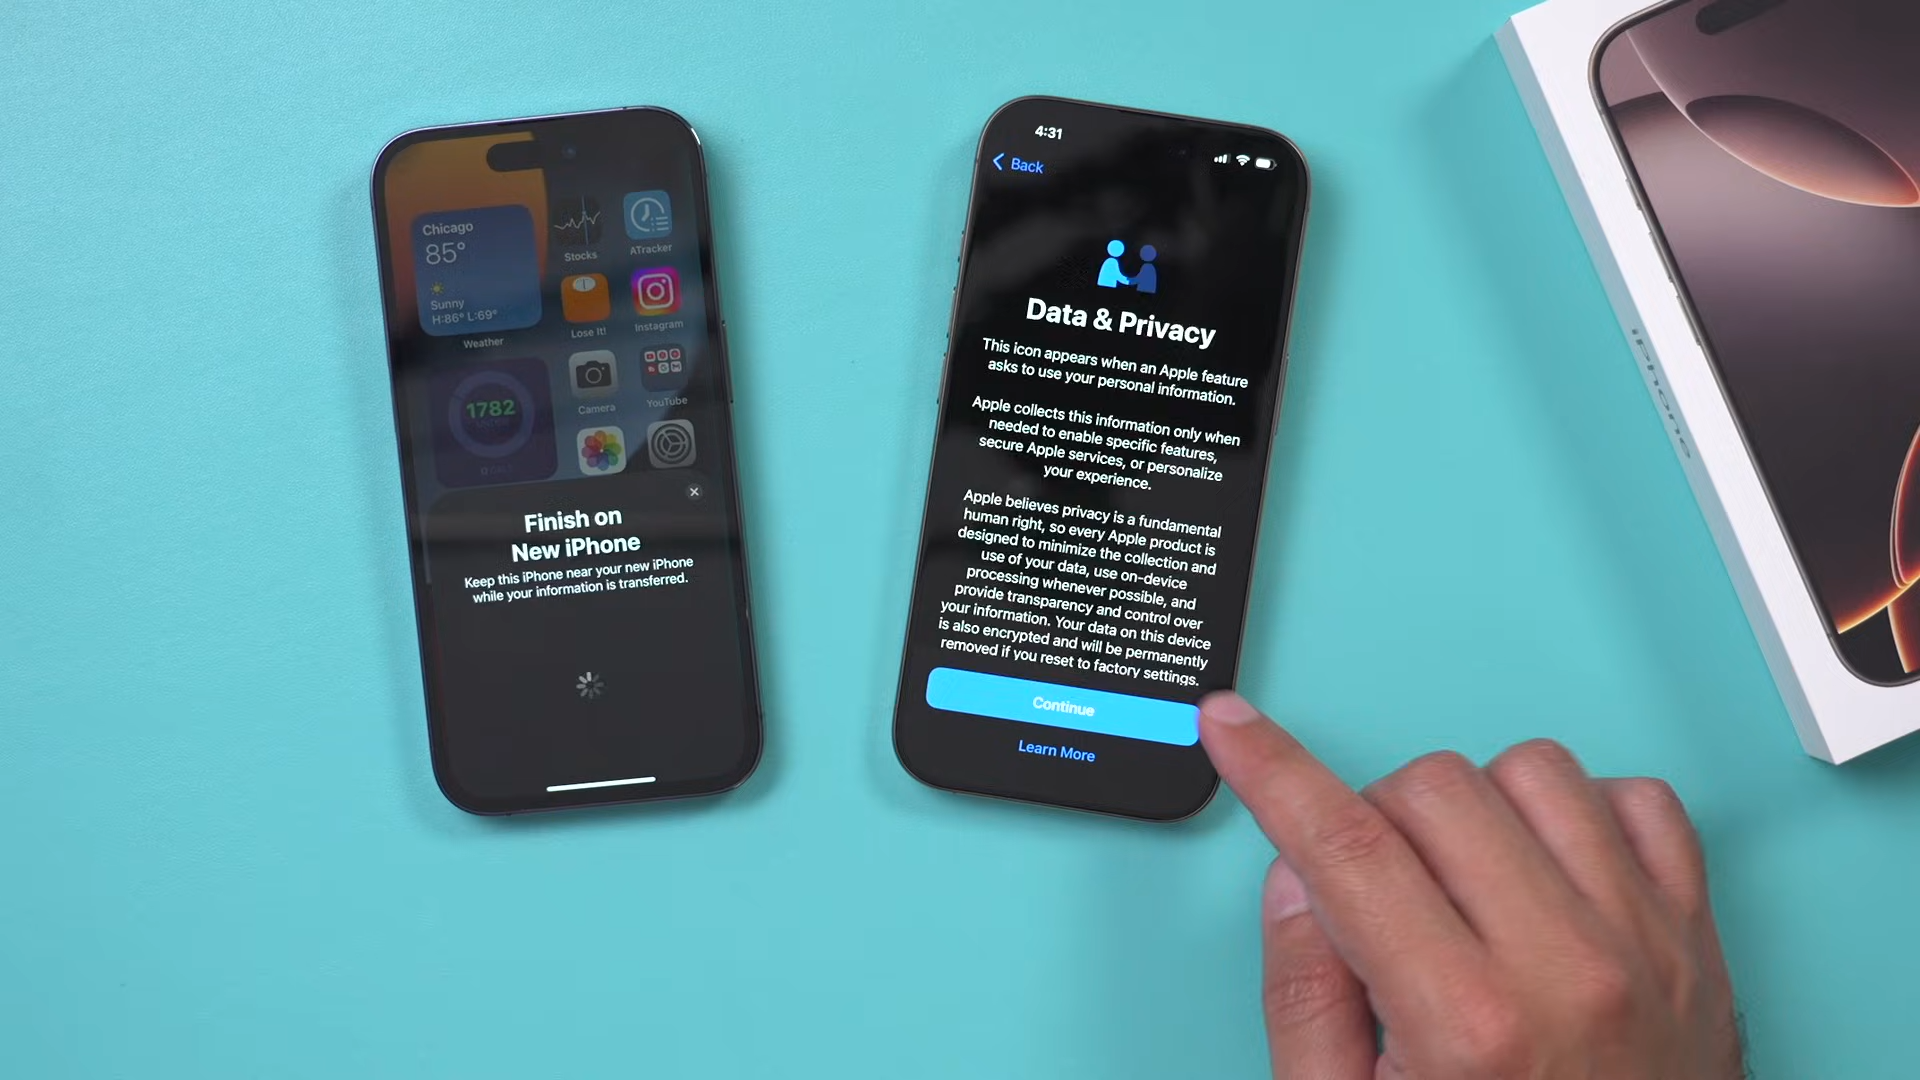 Chicago
85°
Sunny
H:86° L:69°
Weather
Stocks
ATracker
Lose It!
Instagram
1782
Camera
YouTube
Finish on
New iPhone
Keep this iPhone near your new iPhone
while your information is transferred.
4:31
Back
Data & Privacy
This icon appears when an Apple feature
asks to use your personal information.
Apple collects this information only when
needed to enable specific features,
secure Apple services, or personalize
your experience.
Apple believes privacy is a fundamental
human right, so every Apple product is
designed to minimize the collection and
use of your data, use on-device
processing whenever possible, and
provide transparency and control over
your information. Your data on this device
is also encrypted and will be permanently
removed if you reset to factory settings.
Continue
Learn More
iPhone